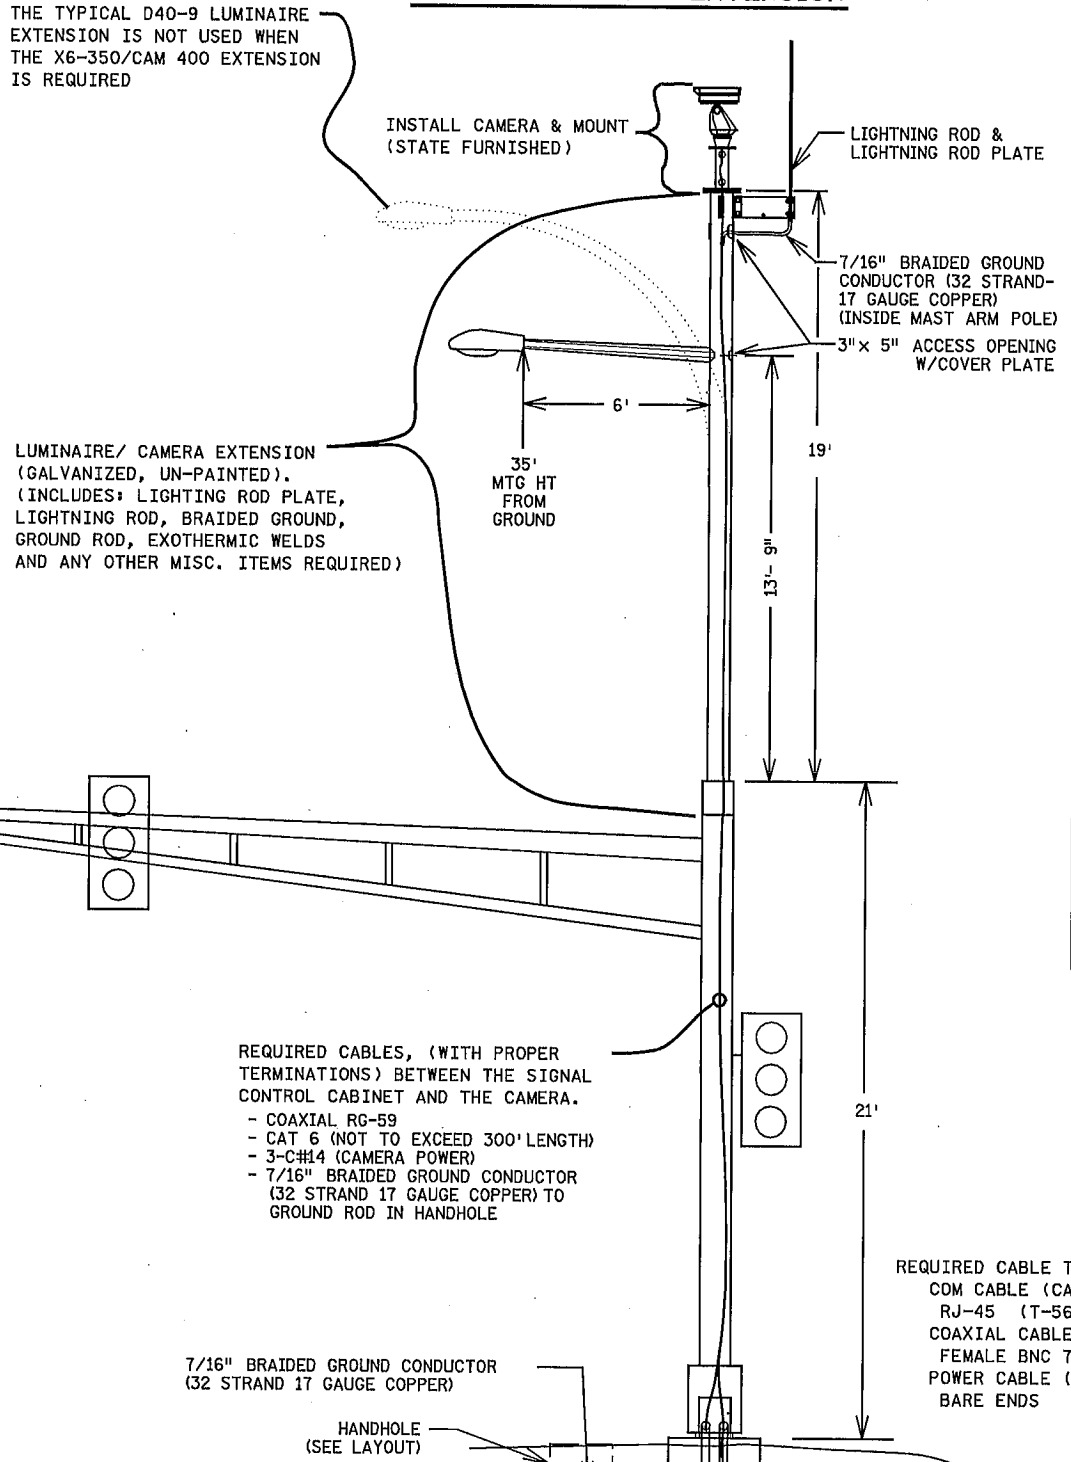 THE TYPICAL D40-9 LUMINAIRE
EXTENSION IS NOT USED WHEN
THE X6-350/CAM 400 EXTENSION
IS REQUIRED
INSTALL CAMERA & MOUNT
(STATE FURNISHED)
LIGHTNING ROD &
LIGHTNING ROD PLATE
7/16" BRAIDED GROUND
CONDUCTOR (32 STRAND-
17 GAUGE COPPER)
(INSIDE MAST ARM POLE)
3"x 5" ACCESS OPENING
W/COVER PLATE
6'
35'
MTG HT
FROM
GROUND
19'
13'- 9"
LUMINAIRE/ CAMERA EXTENSION
(GALVANIZED, UN-PAINTED).
(INCLUDES: LIGHTING ROD PLATE,
LIGHTNING ROD, BRAIDED GROUND,
GROUND ROD, EXOTHERMIC WELDS
AND ANY OTHER MISC. ITEMS REQUIRED)
REQUIRED CABLES, (WITH PROPER
TERMINATIONS) BETWEEN THE SIGNAL
CONTROL CABINET AND THE CAMERA.
- COAXIAL RG-59
- CAT 6 (NOT TO EXCEED 300' LENGTH)
- 3-C#14 (CAMERA POWER)
- 7/16" BRAIDED GROUND CONDUCTOR
(32 STRAND 17 GAUGE COPPER) TO
GROUND ROD IN HANDHOLE
21'
REQUIRED CABLE T
COM CABLE (CA
RJ-45 (T-56
COAXIAL CABLE
FEMALE BNC 7
POWER CABLE (
BARE ENDS
7/16" BRAIDED GROUND CONDUCTOR
(32 STRAND 17 GAUGE COPPER)
HANDHOLE
(SEE LAYOUT)